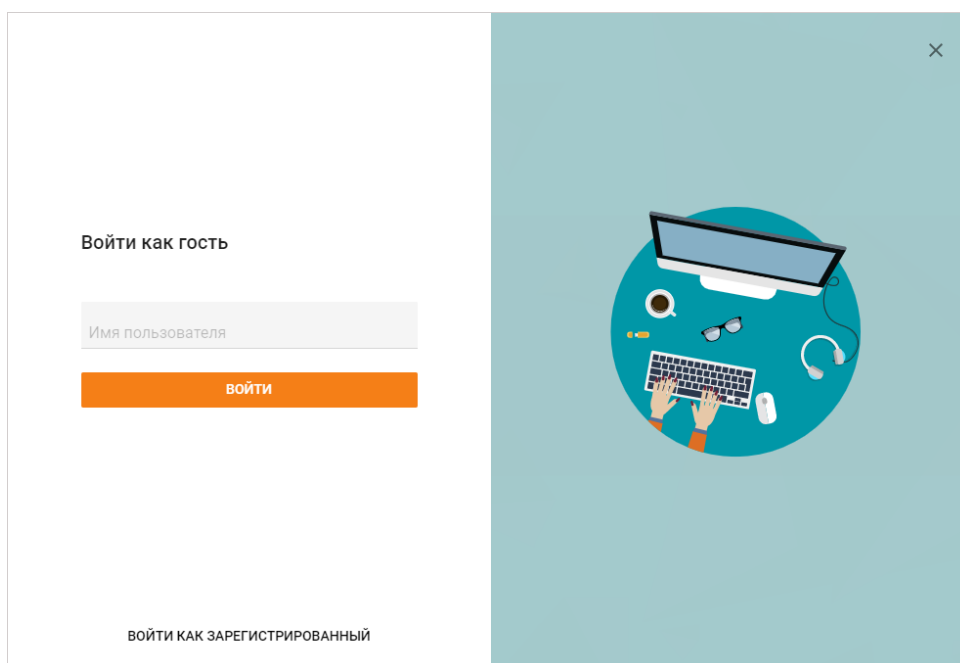 Войти как гость
Имя пользователя
ВОЙТИ
ВОЙТИ КАК ЗАРЕГИСТРИРОВАННЫЙ